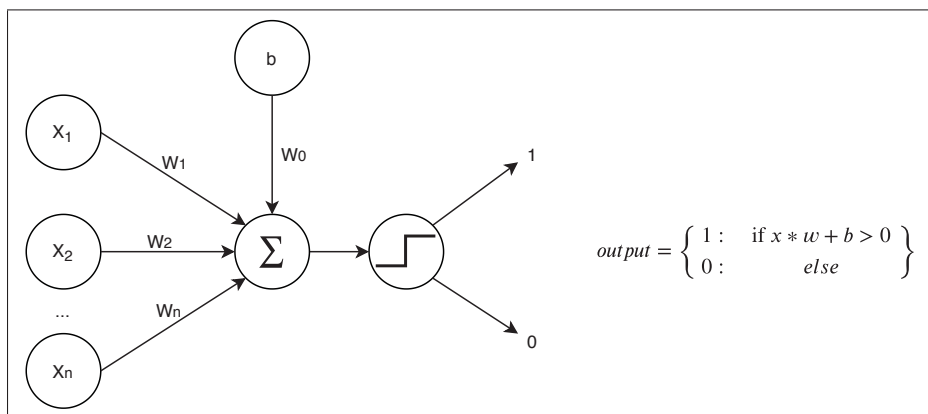 b
X1
W1
W0
1
X2
W2
Σ
output = { 1 : if x ∗ w + b > 0
0 : else }
...
Wn
0
Xn